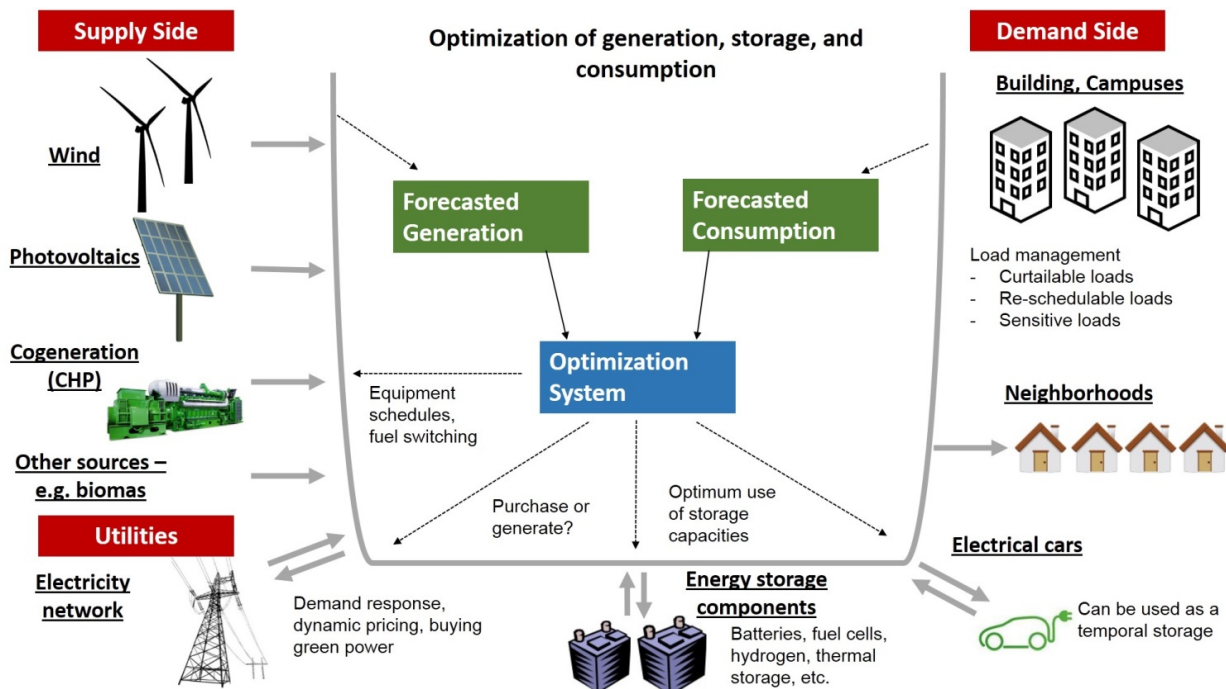 Supply Side
Optimization of generation, storage, and
consumption
Demand Side
Wind
Photovoltaics
Cogeneration
(CHP)
Other sources –
e.g. biomas
Utilities
Electricity
network
Forecasted
Generation
Forecasted
Consumption
Optimization
System
Equipment
schedules,
fuel switching
Purchase or
generate?
Optimum use
of storage
capacities
Demand response,
dynamic pricing, buying
green power
Energy storage
components
Batteries, fuel cells,
hydrogen, thermal
storage, etc.
Building, Campuses
Load management
- Curtailable loads
- Re-schedulable loads
- Sensitive loads
Neighborhoods
Electrical cars
Can be used as a
temporal storage